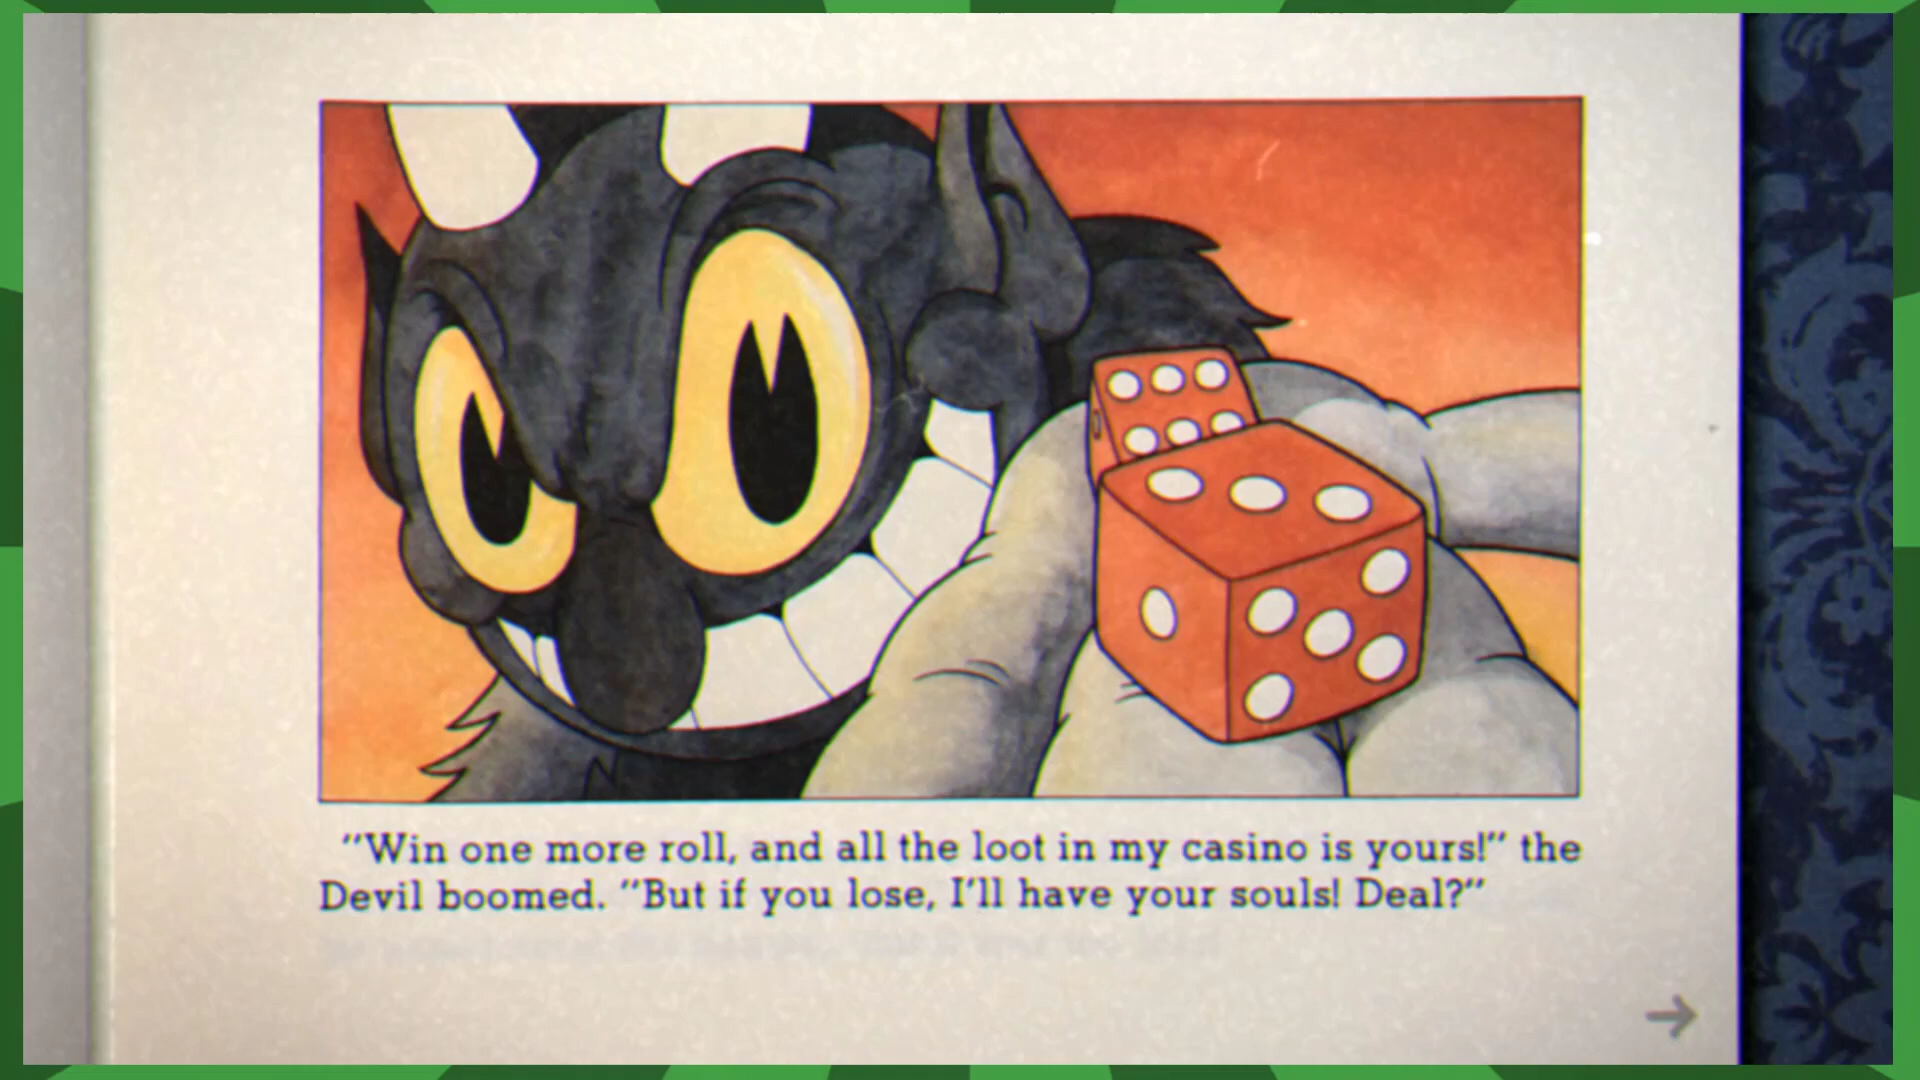 “Win one more roll, and all the loot in my casino is yours!” the
Devil boomed. “But if you lose, I’ll have your souls! Deal?”